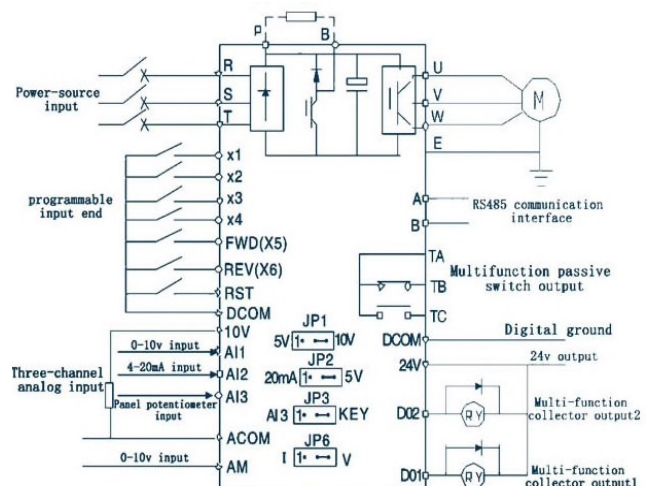 p B
R
S
T
Power-source
input
U
V
W
E
M
x1
x2
x3
x4
FWD(X5)
REV(X6)
RST
DCOM
programmable
input end
A
B
RS485 communication
interface
TA
TB
TC
Multifunction passive
switch output
10V
AI1
AI2
AI3
ACOM
AM
0-10v input
4-20mA input
Panel potentiometer
input
Three-channel
analog input
0-10v input
JP1
5V 1 10V
JP2
20mA 1 5V
JP3
AI3 1 KEY
JP6
I 1 V
DCOM
Digital ground
24V
24v output
D02
RY
Multi-function
collector output2
D01
RY
Multi-function
collector output1